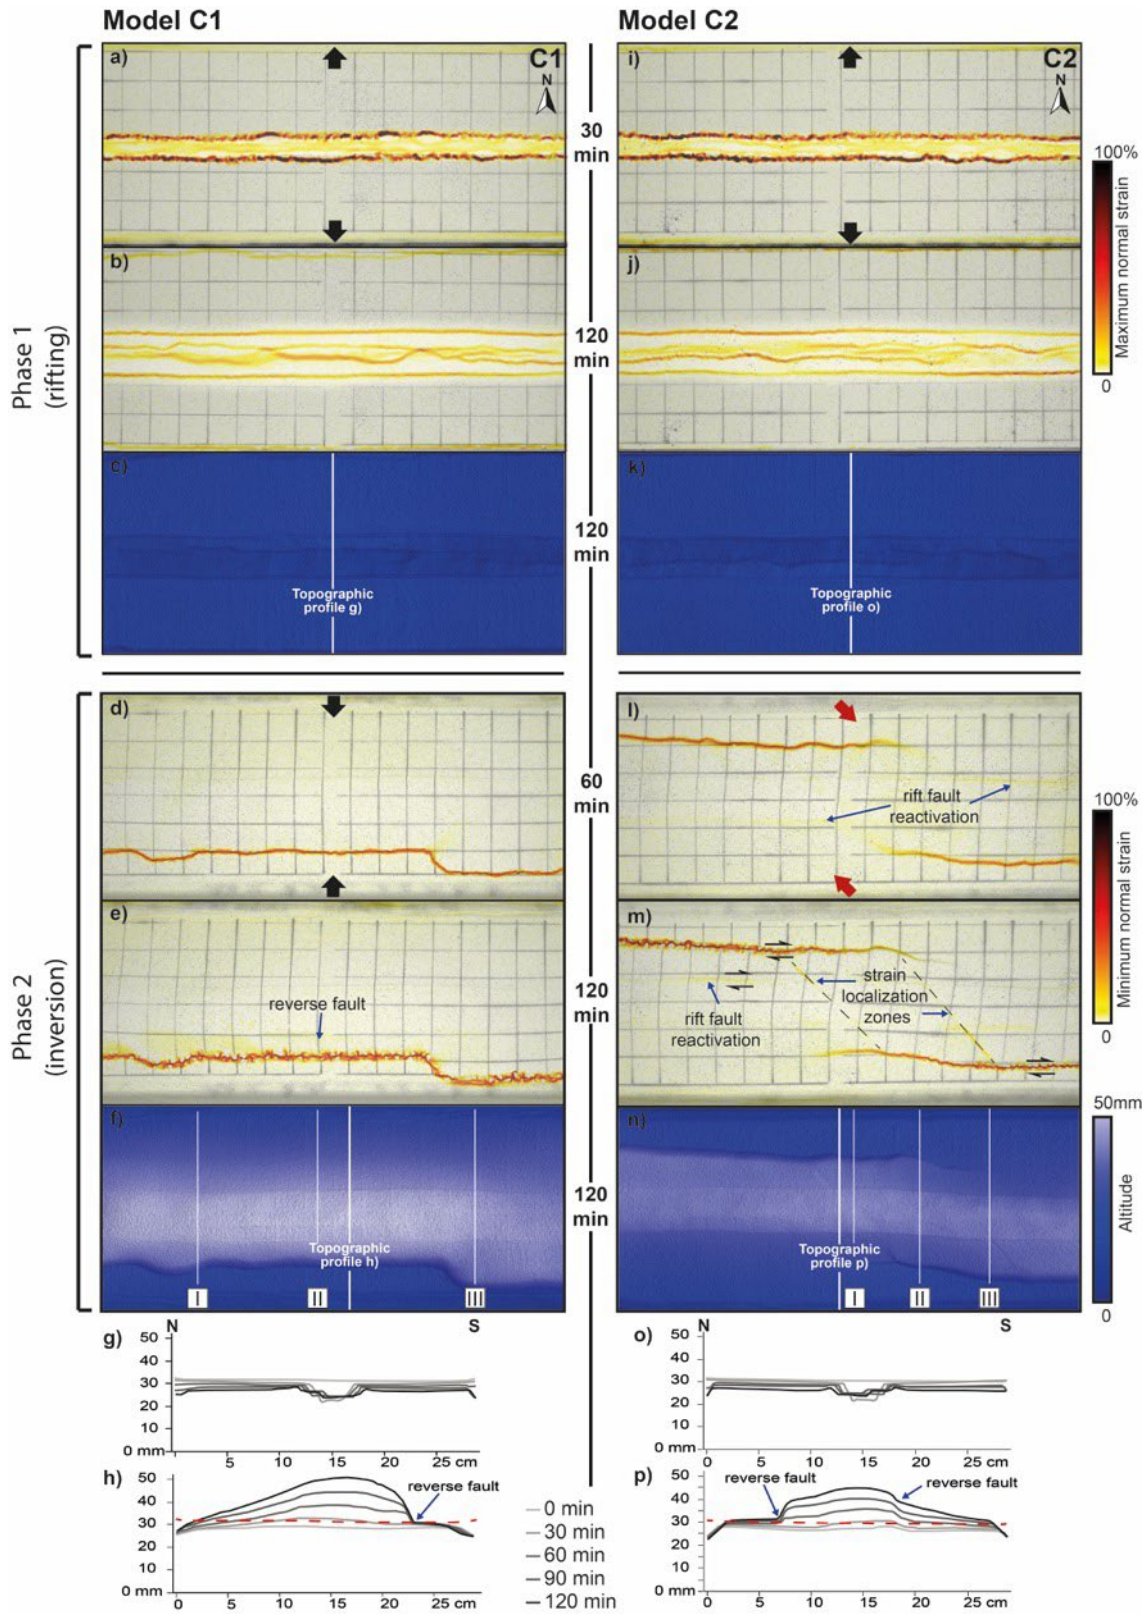 Model C1
Model C2
a)
C1
N
i)
C2
N
30
min
100%
Maximum normal strain
0
b)
j)
120
min
Phase 1
(rifting)
c)
k)
120
min
Topographic
profile g)
Topographic
profile o)
d)
l)
60
min
rift fault
reactivation
100%
Minimum normal strain
0
e)
m)
reverse fault
120
min
strain
localization
zones
rift fault
reactivation
Phase 2
(inversion)
f)
n)
50mm
Altitude
0
120
min
Topographic
profile h)
Topographic
profile p)
I
II
III
I
II
III
N
S
N
S
g)
50
40
30
20
10
0 mm
0
5
10
15
20
25 cm
o)
50
40
30
20
10
0 mm
0
5
10
15
20
25 cm
h)
50
40
30
20
10
0 mm
0
5
10
15
20
25 cm
reverse fault
0 min
30 min
60 min
90 min
120 min
p)
50
40
30
20
10
0 mm
0
5
10
15
20
25 cm
reverse fault
reverse fault